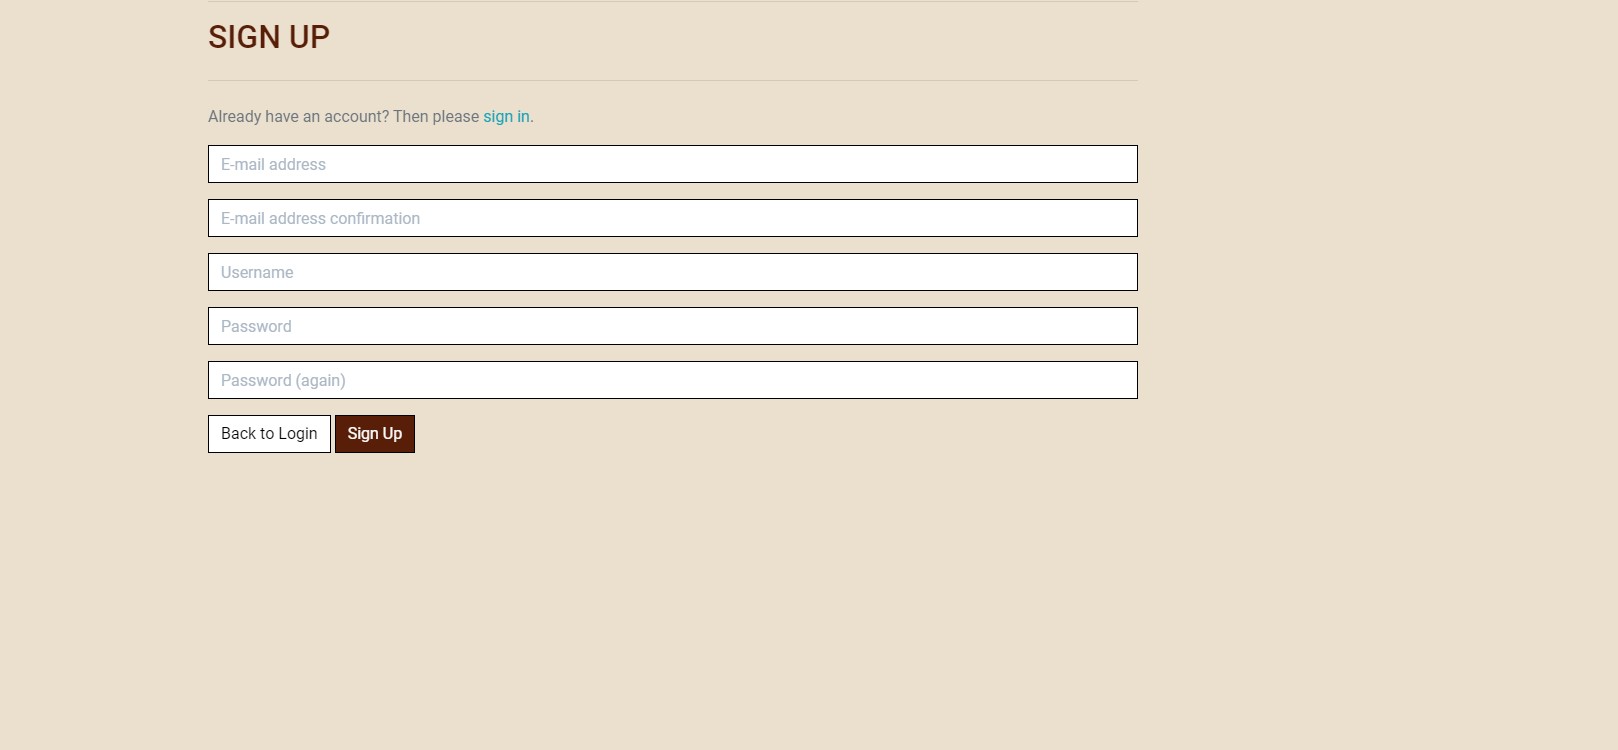 SIGN UP
Already have an account? Then please sign in.
E-mail address
E-mail address confirmation
Username
Password
Password (again)
Back to Login Sign Up